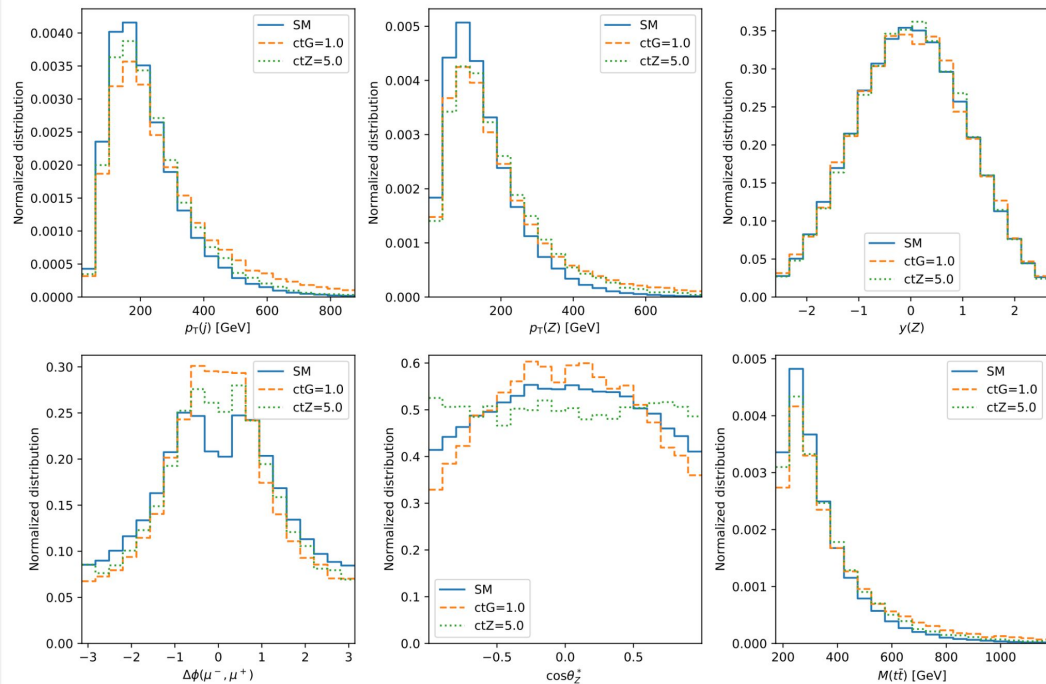 0.0040
0.0035
0.0030
0.0025
0.0020
0.0015
0.0010
0.0005
0.0000
Normalized distribution
SM
ctG=1.0
ctZ=5.0
200 400 600 800
pT(j) [GeV]
0.005
0.004
0.003
0.002
0.001
0.000
Normalized distribution
SM
ctG=1.0
ctZ=5.0
200 400 600
pT(Z) [GeV]
0.35
0.30
0.25
0.20
0.15
0.10
0.05
0.00
Normalized distribution
SM
ctG=1.0
ctZ=5.0
−2 −1 0 1 2
y(Z)
0.30
0.25
0.20
0.15
0.10
0.05
0.00
Normalized distribution
SM
ctG=1.0
ctZ=5.0
−3 −2 −1 0 1 2 3
Δϕ(μ⁻, μ⁺)
0.6
0.5
0.4
0.3
0.2
0.1
0.0
Normalized distribution
SM
ctG=1.0
ctZ=5.0
−0.5 0.0 0.5
cosθ*Z
0.005
0.004
0.003
0.002
0.001
0.000
Normalized distribution
SM
ctG=1.0
ctZ=5.0
200 400 600 800 1000
M(tt̄) [GeV]